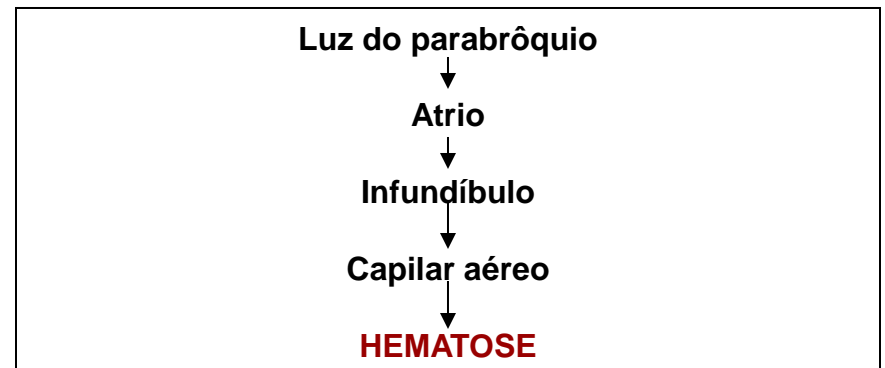 Luz do parabrôquio
Atrio
Infundíbulo
Capilar aéreo
HEMATOSE